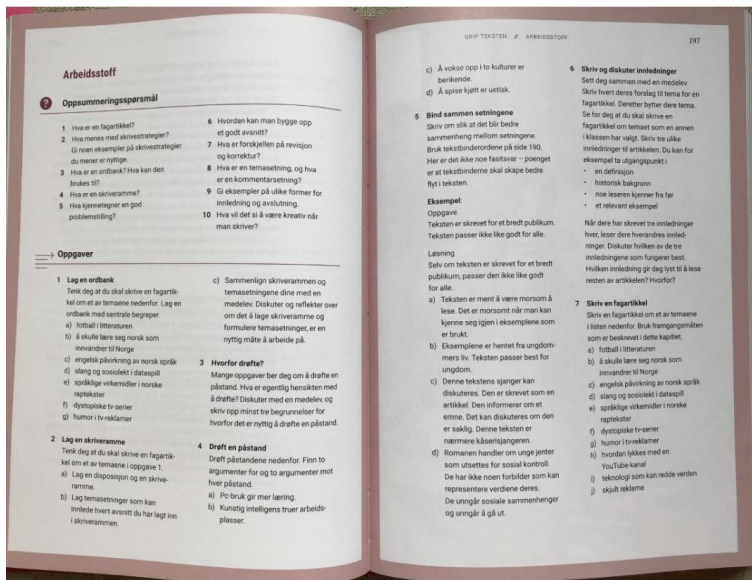 Arbeidsstoff
Oppsummeringsspørsmål
1 Hva er en fagartikkel?
2 Hva menes med skrivestrategier?
Gi noen eksempler på skrivestrategier
du mener er nyttige.
3 Hva er en ordbank? Hva kan den
brukes til?
4 Hva er en skriveramme?
5 Hva kjennetegner en god
problemstilling?
6 Hvordan kan man bygge opp
et godt avsnitt?
7 Hva er forskjellen på revisjon
og korrektur?
8 Hva er en temasetning, og hva
er en kommentarsetning?
9 Gi eksempler på ulike former for
innledning og avslutning.
10 Hva vil det si å være kreativ når
man skriver?
Oppgaver
1 Lag en ordbank
Tenk deg at du skal skrive en fagartik-
kel om et av temaene nedenfor. Lag en
ordbank med sentrale begreper.
a) fotball i litteraturen
b) å skulle lære seg norsk som
innvandrer til Norge
c) engelsk påvirkning av norsk språk
d) slang og sosiolekt i dataspill
e) språklige virkemidler i norske
raptekster
f) dystopiske tv-serier
g) humor i tv-reklamer
2 Lag en skriveramme
Tenk deg at du skal skrive en fagartik-
kel om et av temaene i oppgave 1.
a) Lag en disposisjon og en skrive-
ramme.
b) Lag temasetninger som kan
innlede hvert avsnitt du har lagt inn
i skriverammen.
c) Sammenlign skriverammen og
temasetningene dine med en
medelev. Diskuter og reflekter over
om det å lage skriveramme og
formulere temasetninger, er en
nyttig måte å arbeide på.
3 Hvorfor drøfte?
Mange oppgaver ber deg om å drøfte en
påstand. Hva er egentlig hensikten med
å drøfte? Diskuter med en medelev, og
skriv opp minst tre begrunnelser for
hvorfor det er nyttig å drøfte en påstand.
4 Drøft en påstand
Drøft påstandene nedenfor. Finn to
argumenter for og to argumenter mot
hver påstand.
a) Pc-bruk gir mer læring.
b) Kunstig intelligens truer arbeids-
plasser.
GRIP TEKSTEN // ARBEIDSSTOFF
197
c) Å vokse opp i to kulturer er
berikende.
d) Å spise kjøtt er uetisk.
5 Bind sammen setningene
Skriv om slik at det blir bedre
sammenheng mellom setningene.
Bruk tekstbinderordene på side 190.
Her er det ikke noe fasitsvar – poenget
er at tekstbinderne skal skape bedre
flyt i teksten.
Eksempel:
Oppgave
Teksten er skrevet for et bredt publikum.
Teksten passer ikke like godt for alle.
Løsning
Selv om teksten er skrevet for et bredt
publikum, passer den ikke like godt
for alle.
a) Teksten er ment å være morsom å
lese. Det er morsomt når man kan
kjenne seg igjen i eksemplene som
er brukt.
b) Eksemplene er hentet fra ungdom-
mers liv. Teksten passer best for
ungdom.
c) Denne tekstens sjanger kan
diskuteres. Den er skrevet som en
artikkel. Den informerer om et
emne. Det kan diskuteres om den
er saklig. Denne teksten er
nærmere kåserisjangeren.
d) Romanen handler om unge jenter
som utsettes for sosial kontroll.
De har ikke noen forbilder som kan
representere verdiene deres.
De unngår sosiale sammenhenger
og unngår å gå ut.
6 Skriv og diskuter innledninger
Sett deg sammen med en medelev.
Skriv hvert deres forslag til tema for en
fagartikkel. Deretter bytter dere tema.
Se for deg at du skal skrive en
fagartikkel om temaet som en annen
i klassen har valgt. Skriv tre ulike
innledninger til artikkelen. Du kan for
eksempel ta utgangspunkt i
• en definisjon
• historisk bakgrunn
• noe leseren kjenner fra før
• et relevant eksempel
Når dere har skrevet tre innledninger
hver, leser dere hverandres innled-
ninger. Diskuter hvilken av de tre
innledningene som fungerer best.
Hvilken innledning gir deg lyst til å lese
resten av artikkelen? Hvorfor?
7 Skriv en fagartikkel
Skriv en fagartikkel om et av temaene
i listen nedenfor. Bruk framgangsmåten
som er beskrevet i dette kapitlet.
a) fotball i litteraturen
b) å skulle lære seg norsk som
innvandrer til Norge
c) engelsk påvirkning av norsk språk
d) slang og sosiolekt i dataspill
e) språklige virkemidler i norske
raptekster
f) dystopiske tv-serier
g) humor i tv-reklamer
h) hvordan lykkes med en
YouTube-kanal
i) teknologi som kan redde verden
j) skjult reklame